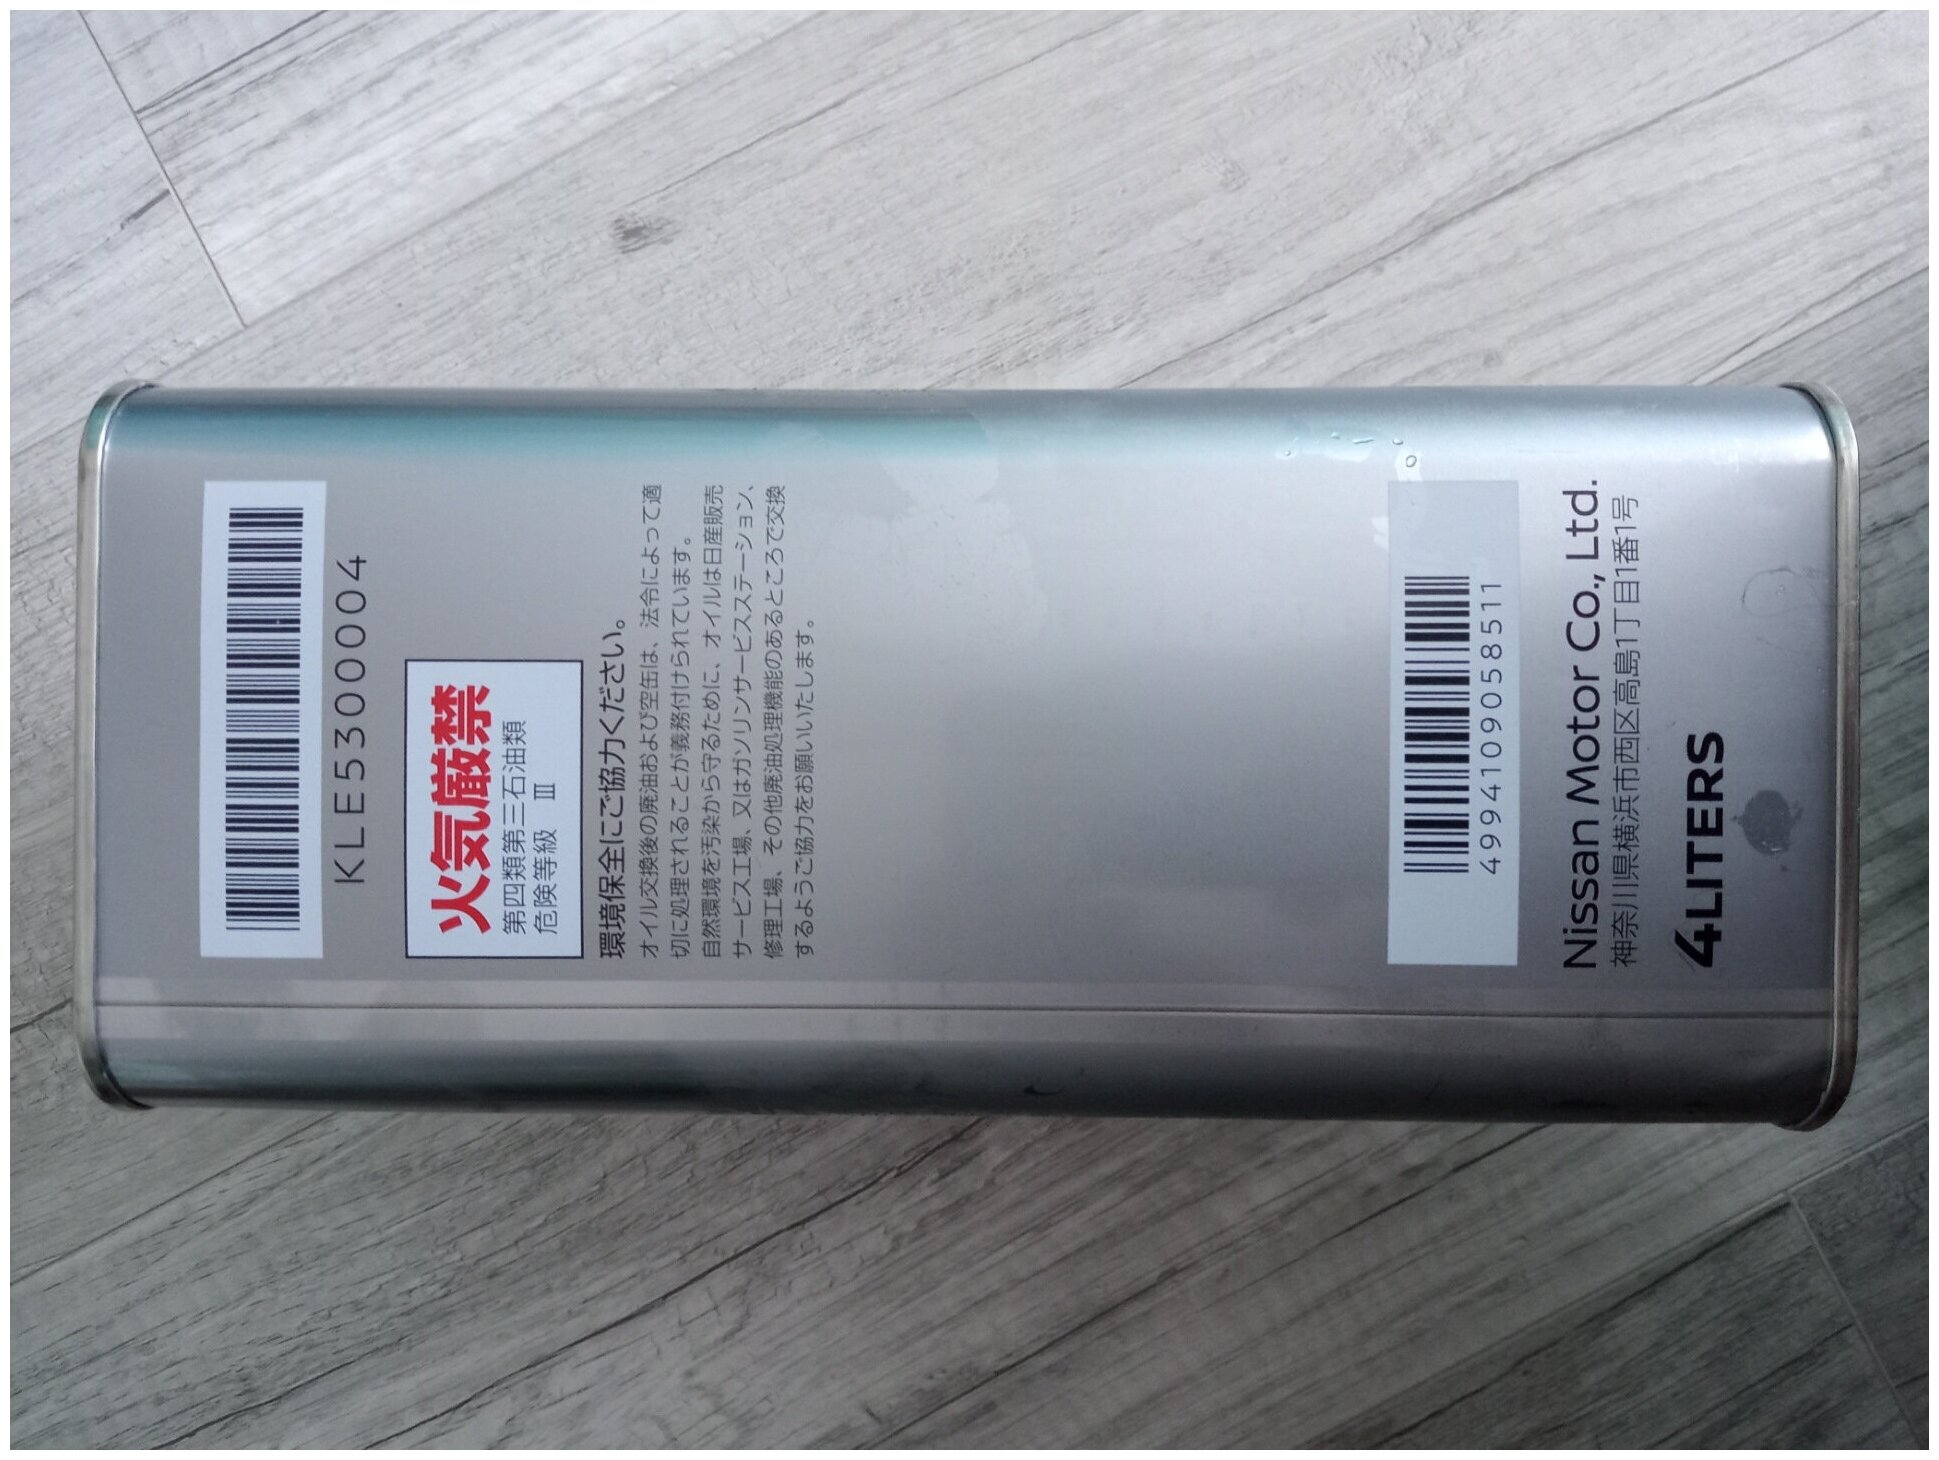 KLE5300004
火気厳禁
第四類第三石油類
危険等級 Ⅲ
環境保全にご協力ください。
オイル交換後の廃油および空缶は、法令によって適
切に処理されることが義務付けられています。
自然環境を汚染から守るために、オイルは日産販売
サービス工場、又はガソリンサービスステーション、
修理工場、その他廃油処理機能のあるところで交換
するようご協力をお願いいたします。
4994109058511
Nissan Motor Co., Ltd.
神奈川県横浜市西区高島1丁目1番1号
4LITERS